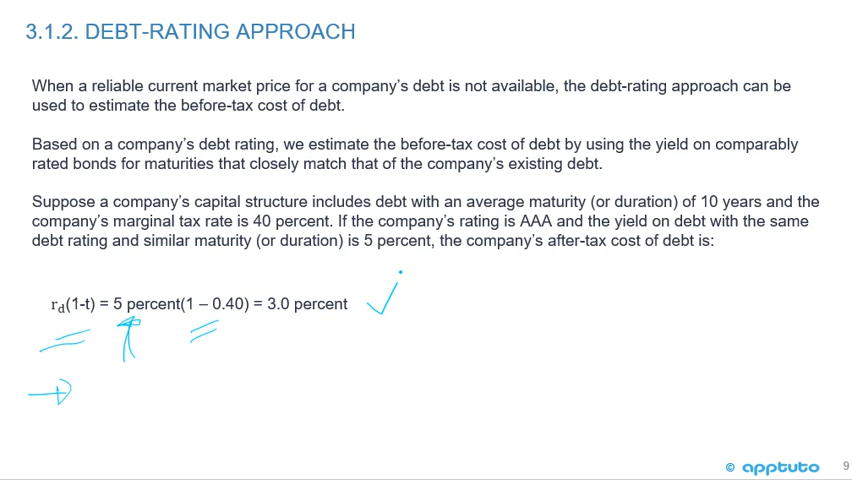 3.1.2. DEBT-RATING APPROACH
When a reliable current market price for a company's debt is not available, the debt-rating approach can be
used to estimate the before-tax cost of debt.
Based on a company's debt rating, we estimate the before-tax cost of debt by using the yield on comparably
rated bonds for maturities that closely match that of the company's existing debt.
Suppose a company's capital structure includes debt with an average maturity (or duration) of 10 years and the
company's marginal tax rate is 40 percent. If the company's rating is AAA and the yield on debt with the same
debt rating and similar maturity (or duration) is 5 percent, the company's after-tax cost of debt is:
r_d(1-t) = 5 percent(1 – 0.40) = 3.0 percent
© apptuto 9